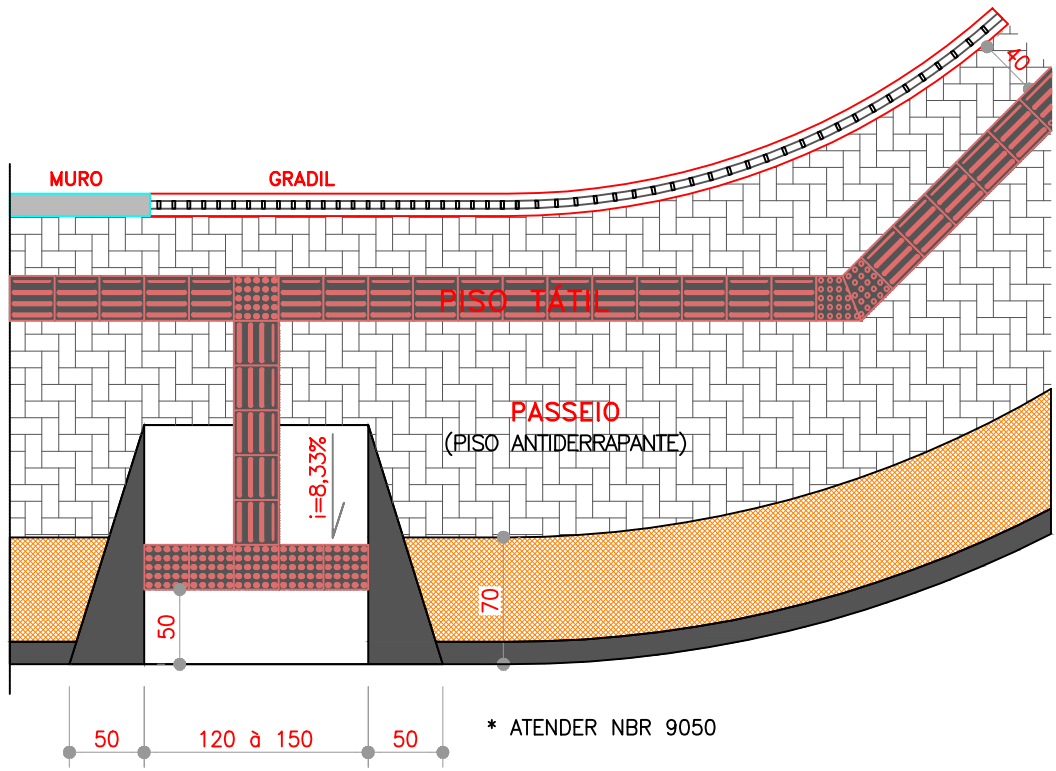 40
MURO
GRADIL
PISO TÁTIL
PASSEIO
(PISO ANTIDERRAPANTE)
i=8,33%
70
50
50
120 à 150
50
* ATENDER NBR 9050